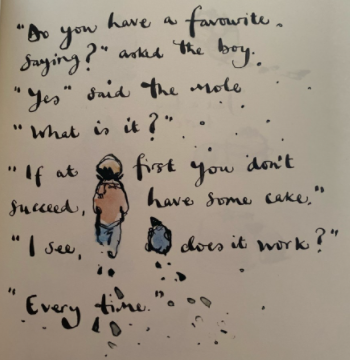 "Do you have a favourite
saying?" asked the boy.
"Yes" said the mole
"What is it?"
"If at first you don't
succeed, have some cake."
"I see, does it work?"
"Every time."